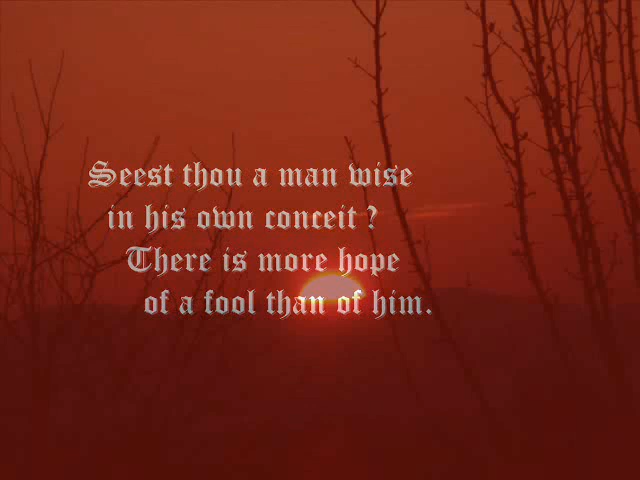 Seest thou a man wise
in his own conceit ?
There is more hope
of a fool than of him.